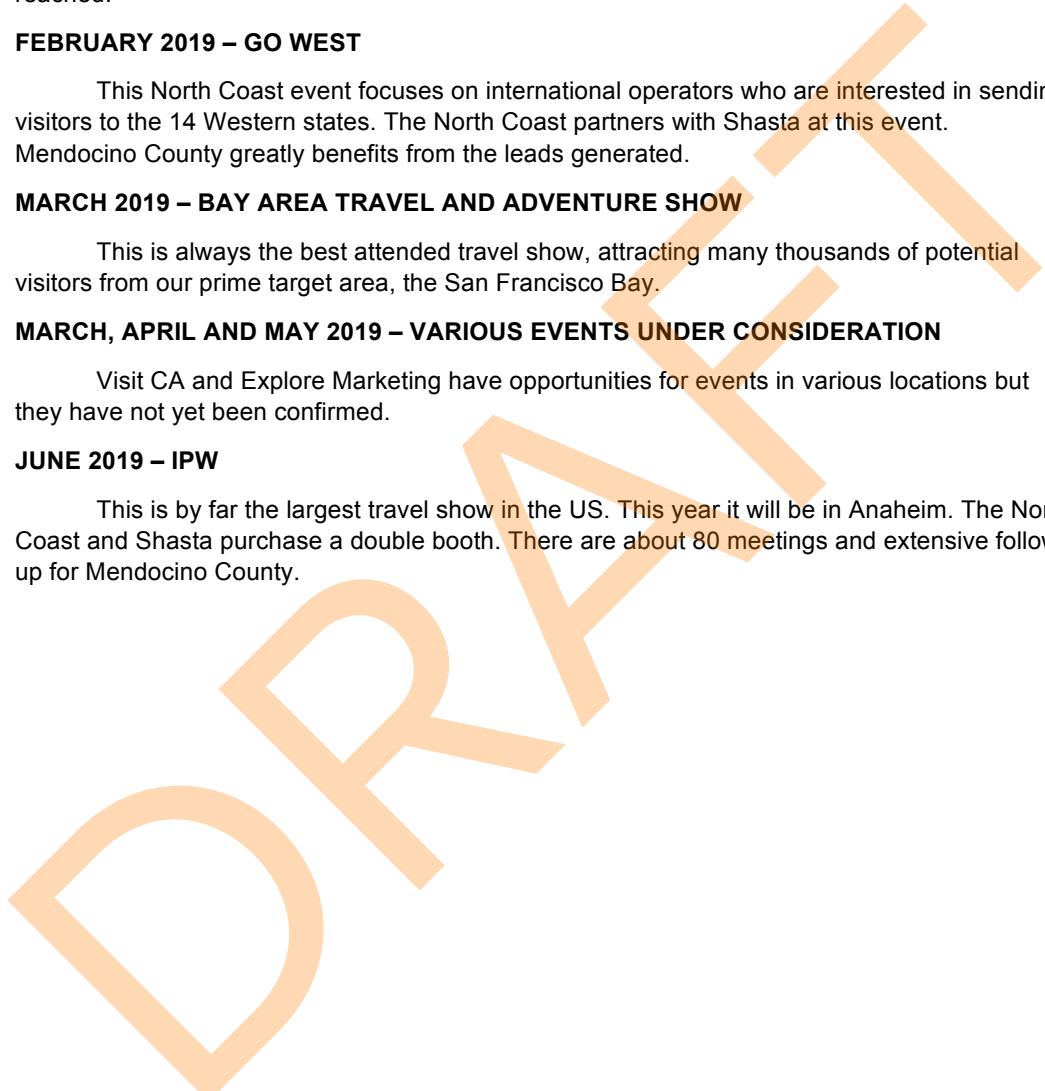 reached.
FEBRUARY 2019 – GO WEST
This North Coast event focuses on international operators who are interested in sendin
visitors to the 14 Western states. The North Coast partners with Shasta at this event.
Mendocino County greatly benefits from the leads generated.
MARCH 2019 – BAY AREA TRAVEL AND ADVENTURE SHOW
This is always the best attended travel show, attracting many thousands of potential
visitors from our prime target area, the San Francisco Bay.
MARCH, APRIL AND MAY 2019 – VARIOUS EVENTS UNDER CONSIDERATION
Visit CA and Explore Marketing have opportunities for events in various locations but
they have not yet been confirmed.
JUNE 2019 – IPW
This is by far the largest travel show in the US. This year it will be in Anaheim. The Nor
Coast and Shasta purchase a double booth. There are about 80 meetings and extensive follow
up for Mendocino County.
DRAFT